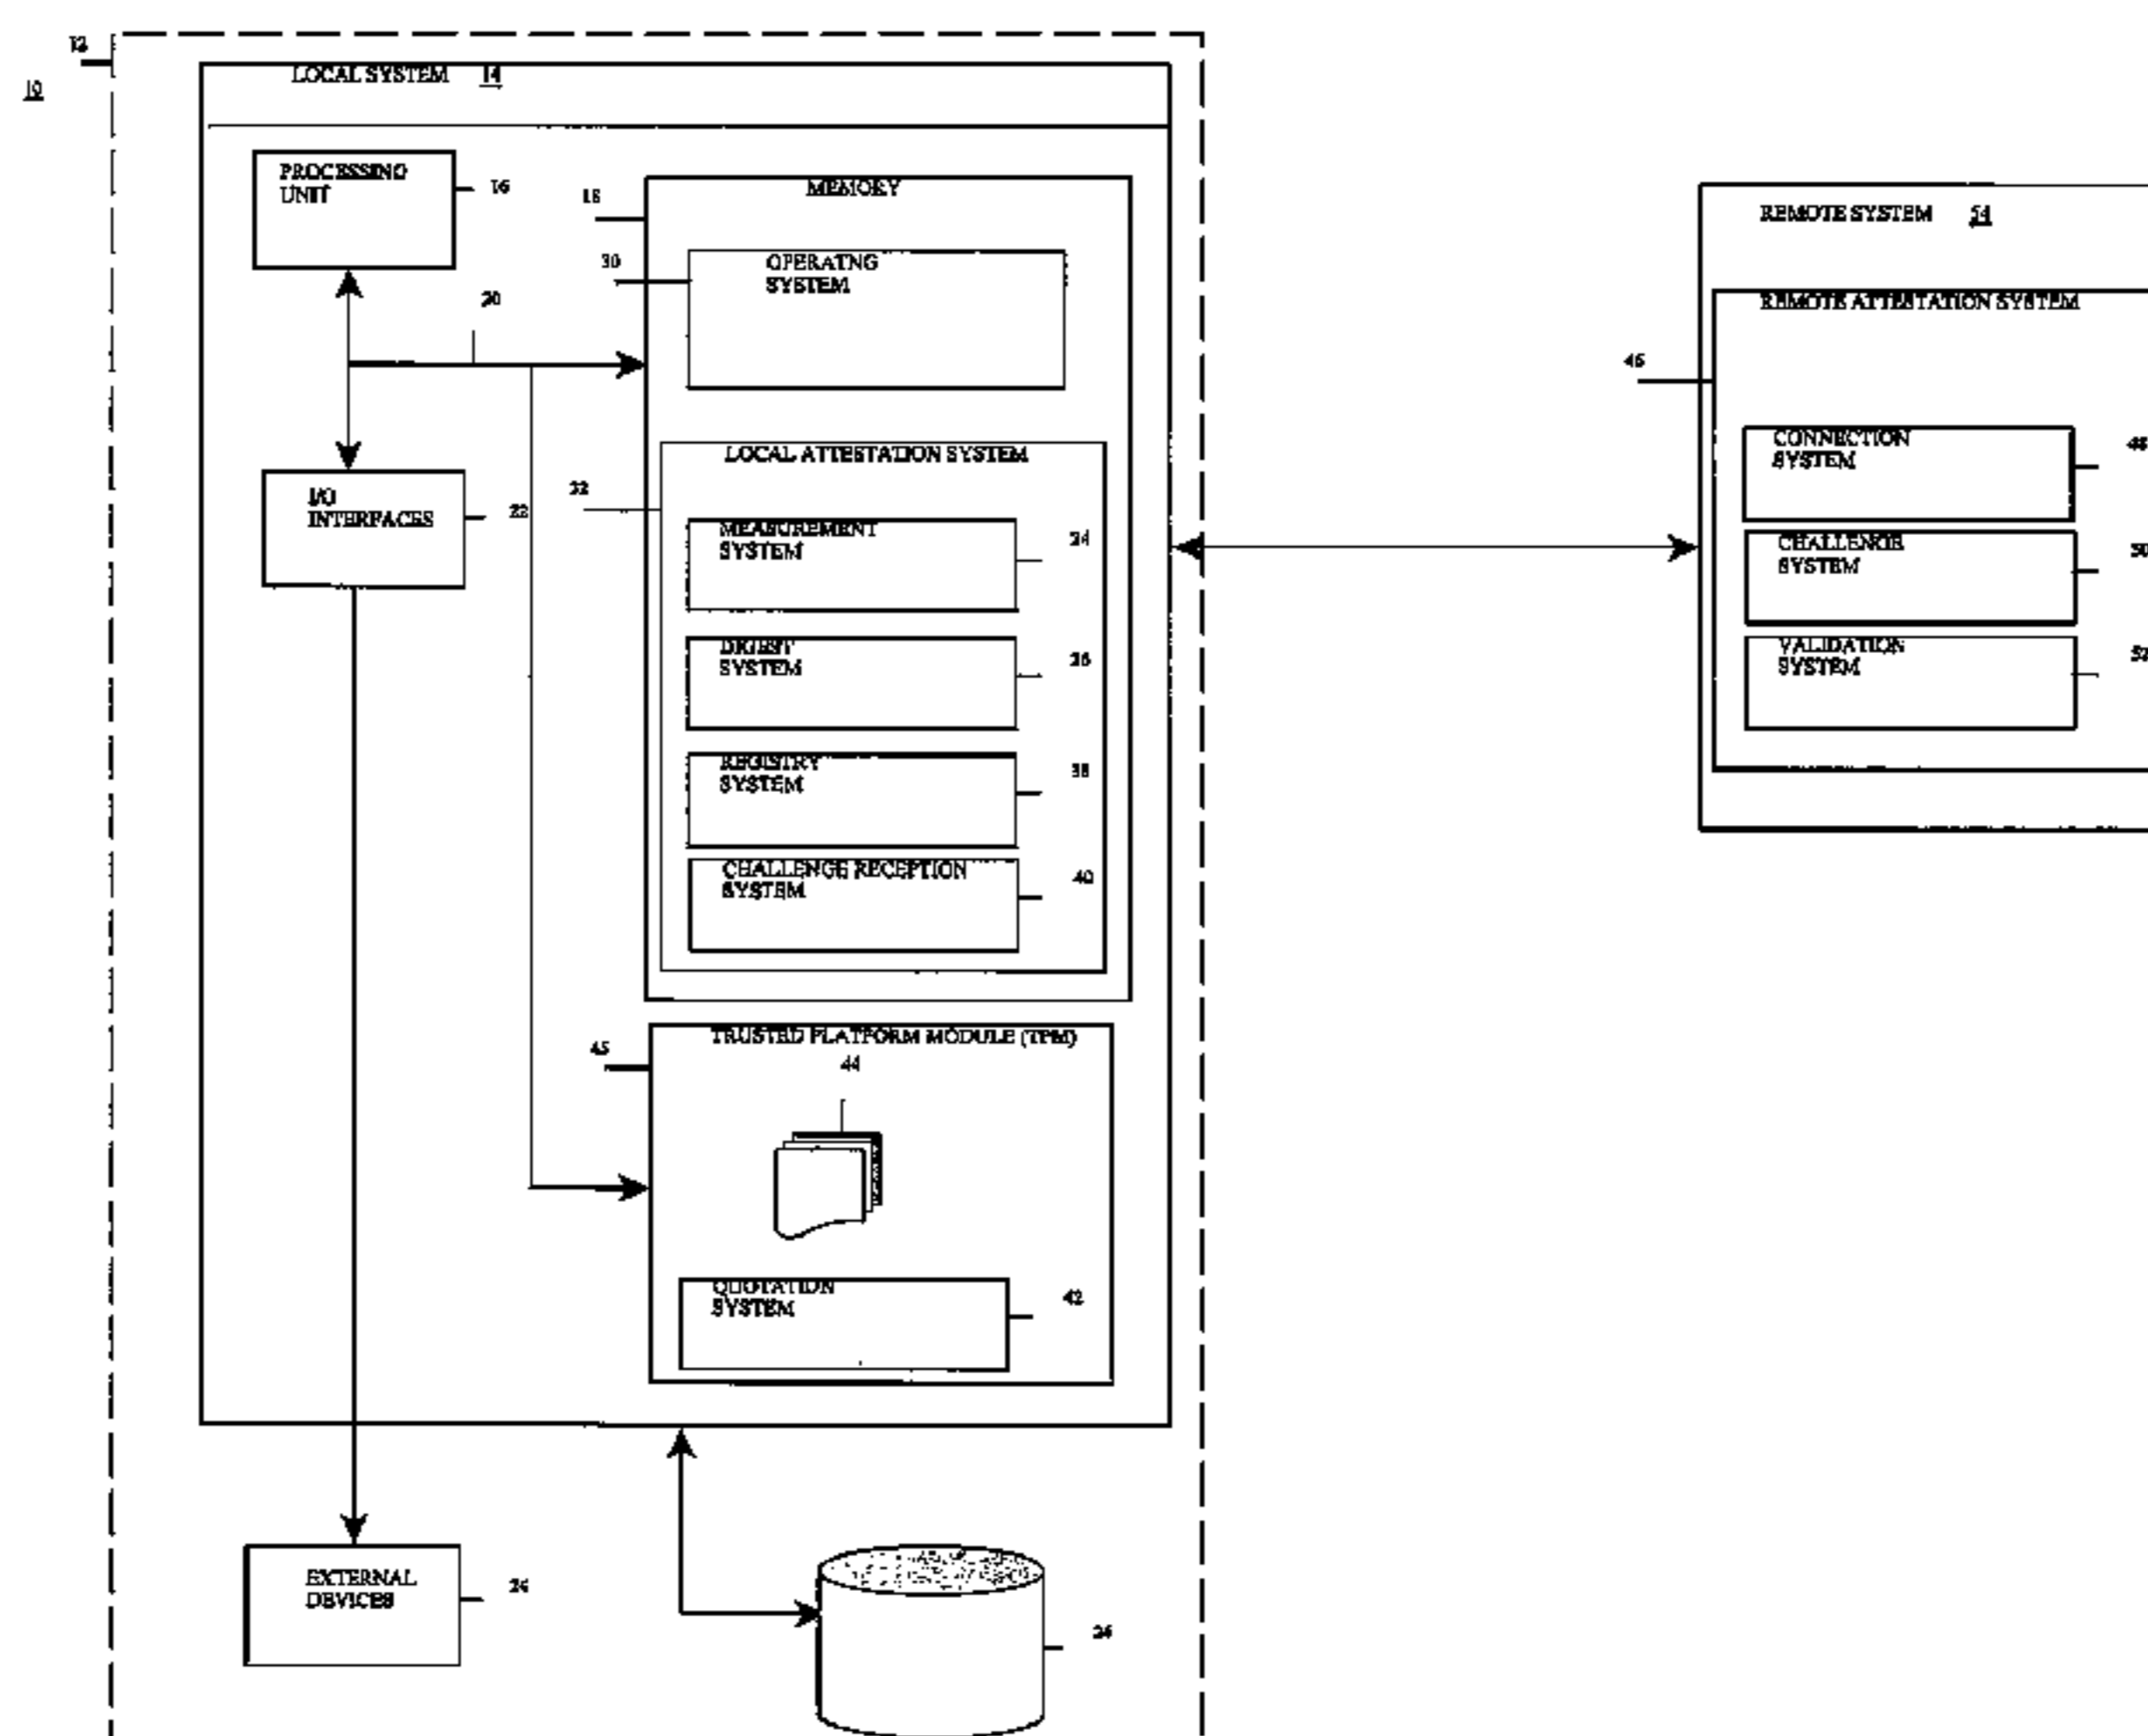 12
10
LOCAL SYSTEM 14
PROCESSING
UNIT
16
18
MEMORY
30
OPERATNG
SYSTEM
20
LOCAL ATTESTATION SYSTEM
I/O
INTERFACES
22
32
MEASUREMENT
SYSTEM
34
DIGEST
SYSTEM
36
REGISTRY
SYSTEM
38
CHALLENGE RECEPTION
SYSTEM
40
45
TRUSTED PLATFORM MODULE (TPM)
44
QUOTATION
SYSTEM
42
EXTERNAL
DEVICES
REMOTE SYSTEM 54
REMOTE ATTESTATION SYSTEM
46
CONNECTION
SYSTEM
48
CHALLENGE
SYSTEM
50
VALIDATION
SYSTEM
52